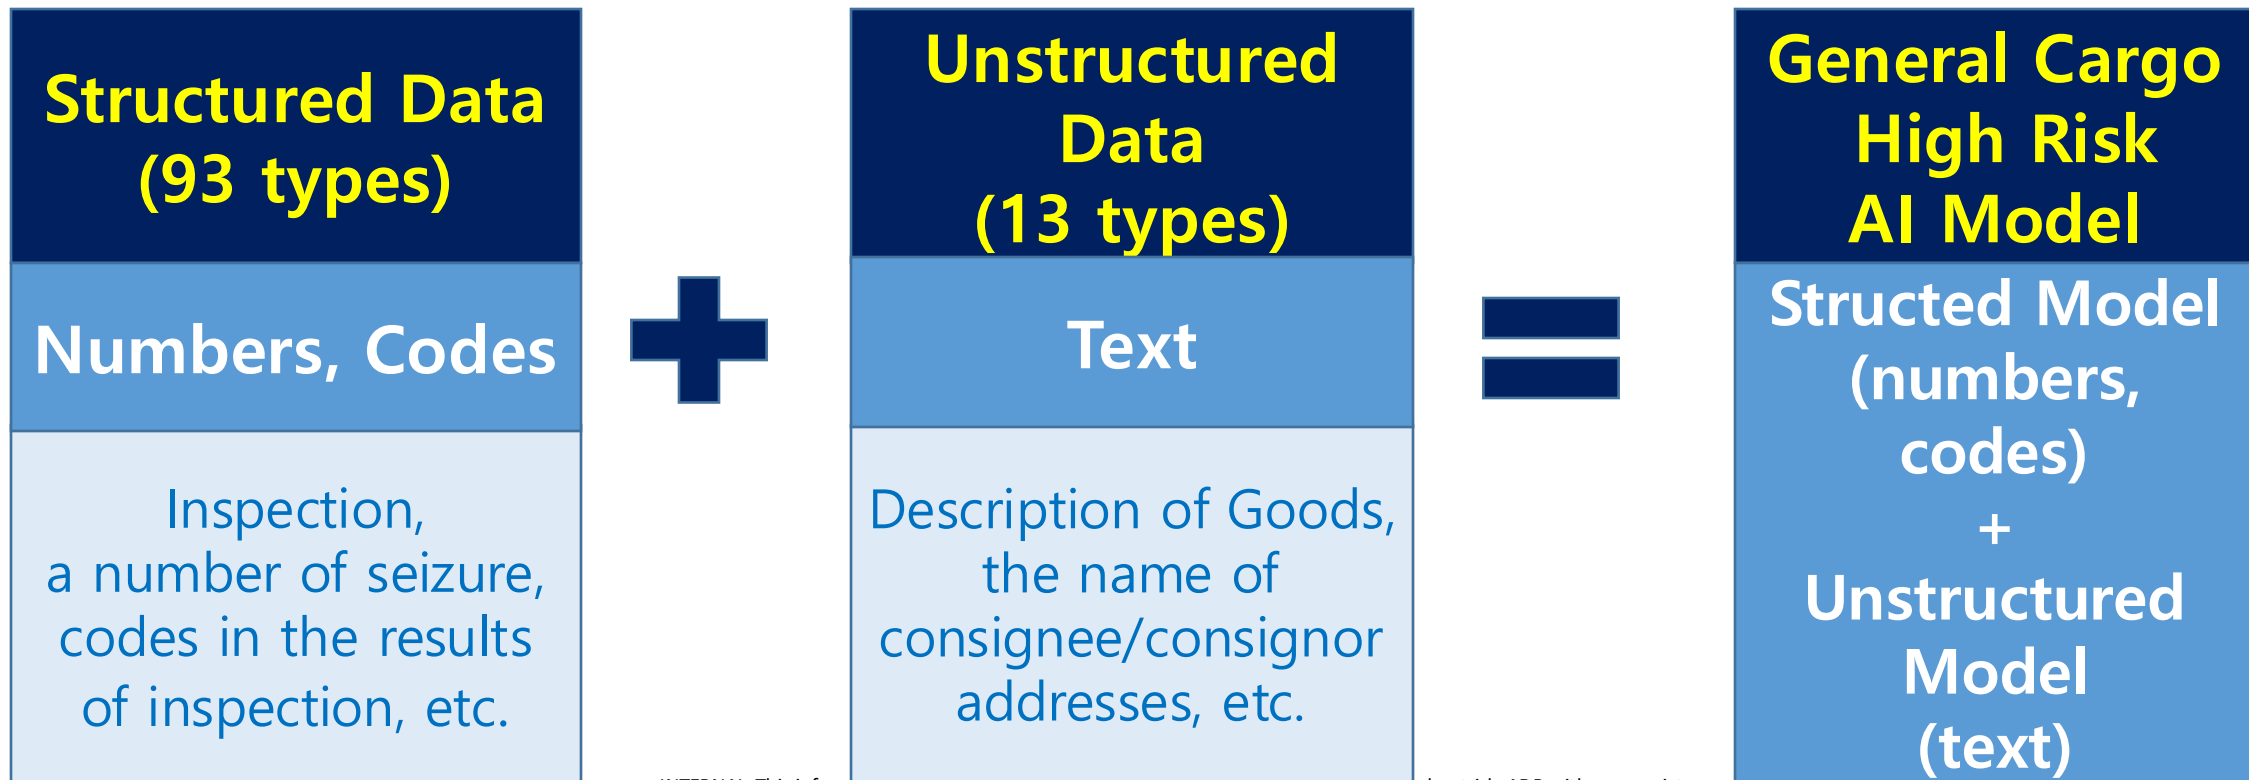 Structured Data
(93 types)
Numbers, Codes
Inspection,
a number of seizure,
codes in the results
of inspection, etc.
Unstructured
Data
(13 types)
Text
Description of Goods,
the name of
consignee/consignor
addresses, etc.
General Cargo
High Risk
AI Model
Structed Model
(numbers,
codes)
+
Unstructured
Model
(text)
INTERNAL. This